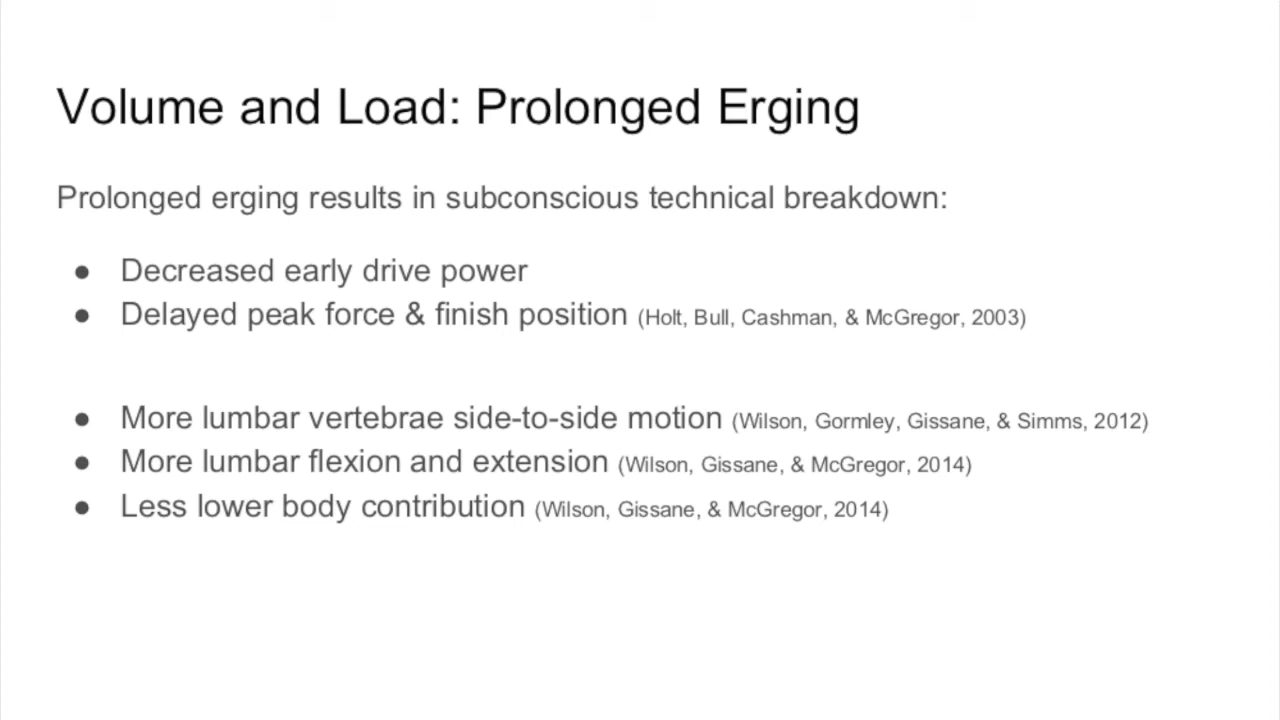 Volume and Load: Prolonged Erging
Prolonged erging results in subconscious technical breakdown:
● Decreased early drive power
● Delayed peak force & finish position (Holt, Bull, Cashman, & McGregor, 2003)
● More lumbar vertebrae side-to-side motion (Wilson, Gormley, Gissane, & Simms, 2012)
● More lumbar flexion and extension (Wilson, Gissane, & McGregor, 2014)
● Less lower body contribution (Wilson, Gissane, & McGregor, 2014)